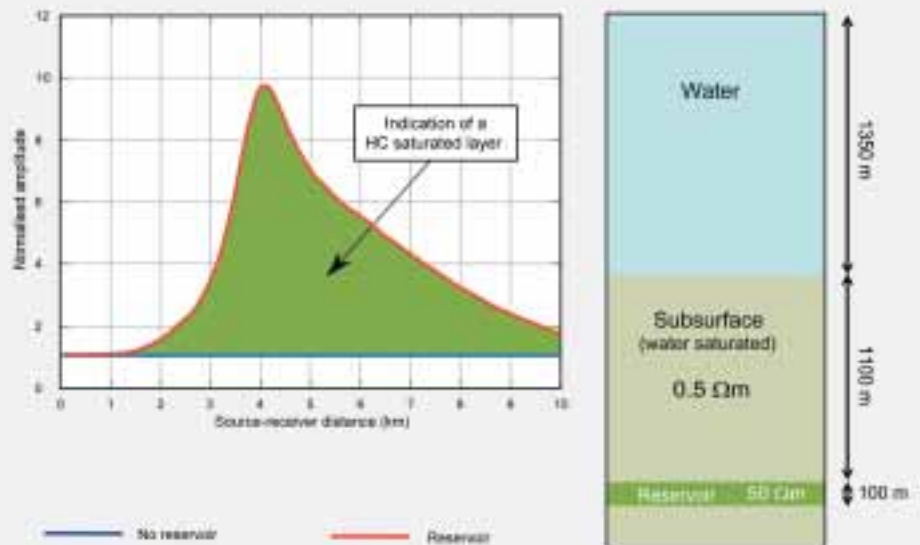 12
10
8
6
4
2
0
Normalised amplitude
0 1 2 3 4 5 6 7 8 9 10
Source-receiver distance (km)
Indication of a
HC saturated layer
No reservoir
Reservoir
Water
Subsurface
(water saturated)
0.5 Ωm
Reservoir 50 Ωm
1350 m
1100 m
100 m